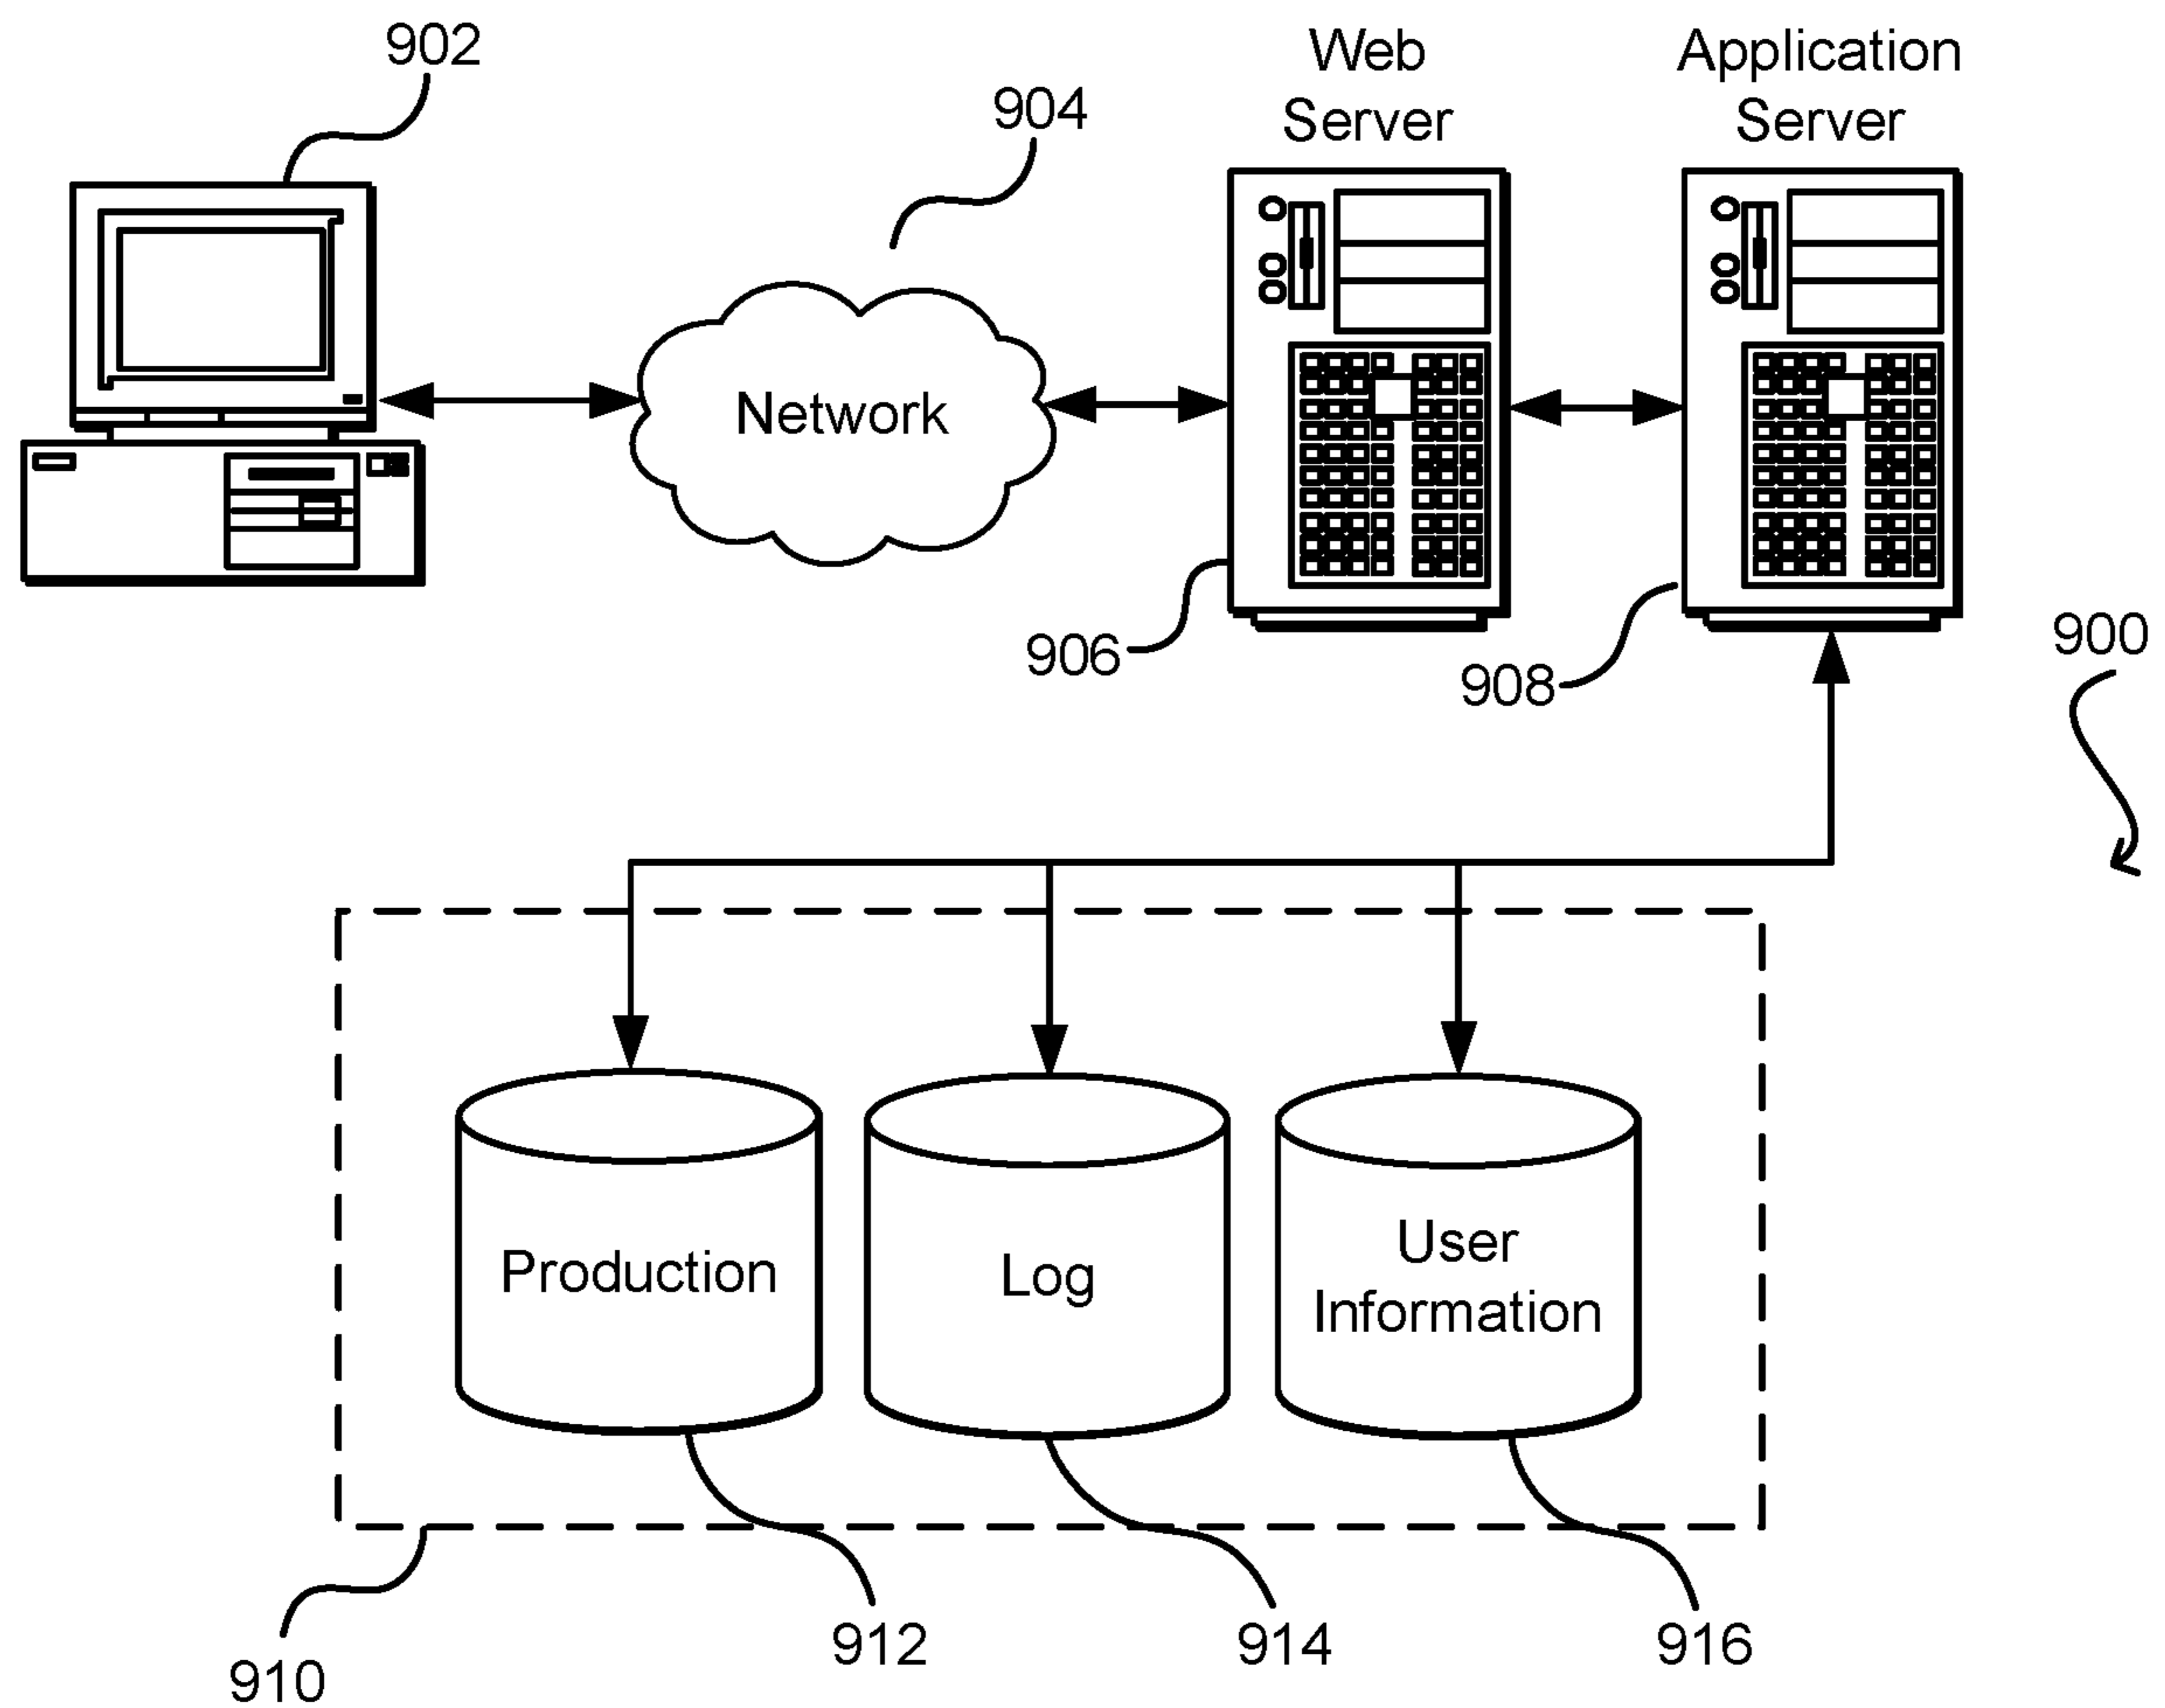 902
904
Web
Server
Application
Server
Network
906
908
900
Production
Log
User
Information
910
912
914
916